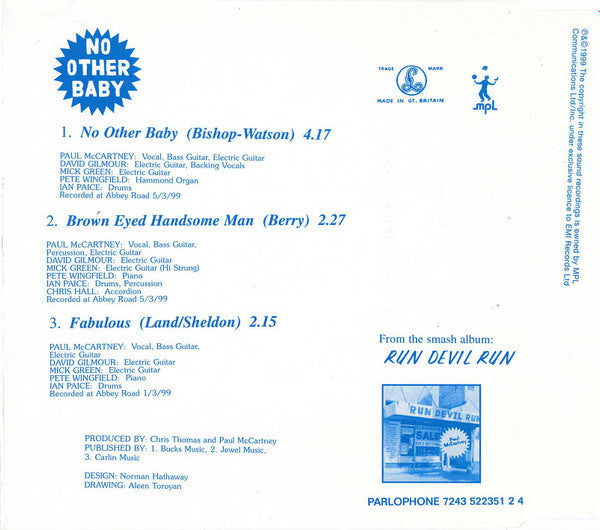 NO
OTHER
BABY
TRADE MARK
MADE IN GT. BRITAIN
MPL
℗&©1999 The copyright in these sound recordings is owned by MPL
Communications Ltd/Inc. under exclusive licence to EMI Records Ltd
1. No Other Baby (Bishop-Watson) 4.17
PAUL McCARTNEY: Vocal, Bass Guitar, Electric Guitar
DAVID GILMOUR: Electric Guitar, Backing Vocals
MICK GREEN: Electric Guitar
PETE WINGFIELD: Hammond Organ
IAN PAICE: Drums
Recorded at Abbey Road 5/3/99
2. Brown Eyed Handsome Man (Berry) 2.27
PAUL McCARTNEY: Vocal, Bass Guitar,
Percussion, Electric Guitar
DAVID GILMOUR: Electric Guitar
MICK GREEN: Electric Guitar (Hi Strung)
PETE WINGFIELD: Piano
IAN PAICE: Drums, Percussion
CHRIS HALL: Accordion
Recorded at Abbey Road 5/3/99
3. Fabulous (Land/Sheldon) 2.15
PAUL McCARTNEY: Vocal, Bass Guitar,
Electric Guitar
DAVID GILMOUR: Electric Guitar
MICK GREEN: Electric Guitar
PETE WINGFIELD: Piano
IAN PAICE: Drums
Recorded at Abbey Road 1/3/99
From the smash album:
RUN DEVIL RUN
RUN DEVIL RUN
SALE
Paul
McCartney
PRODUCED BY: Chris Thomas and Paul McCartney
PUBLISHED BY: 1. Bucks Music, 2. Jewel Music,
3. Carlin Music
DESIGN: Norman Hathaway
DRAWING: Aleen Toroyan
PARLOPHONE 7243 522351 2 4